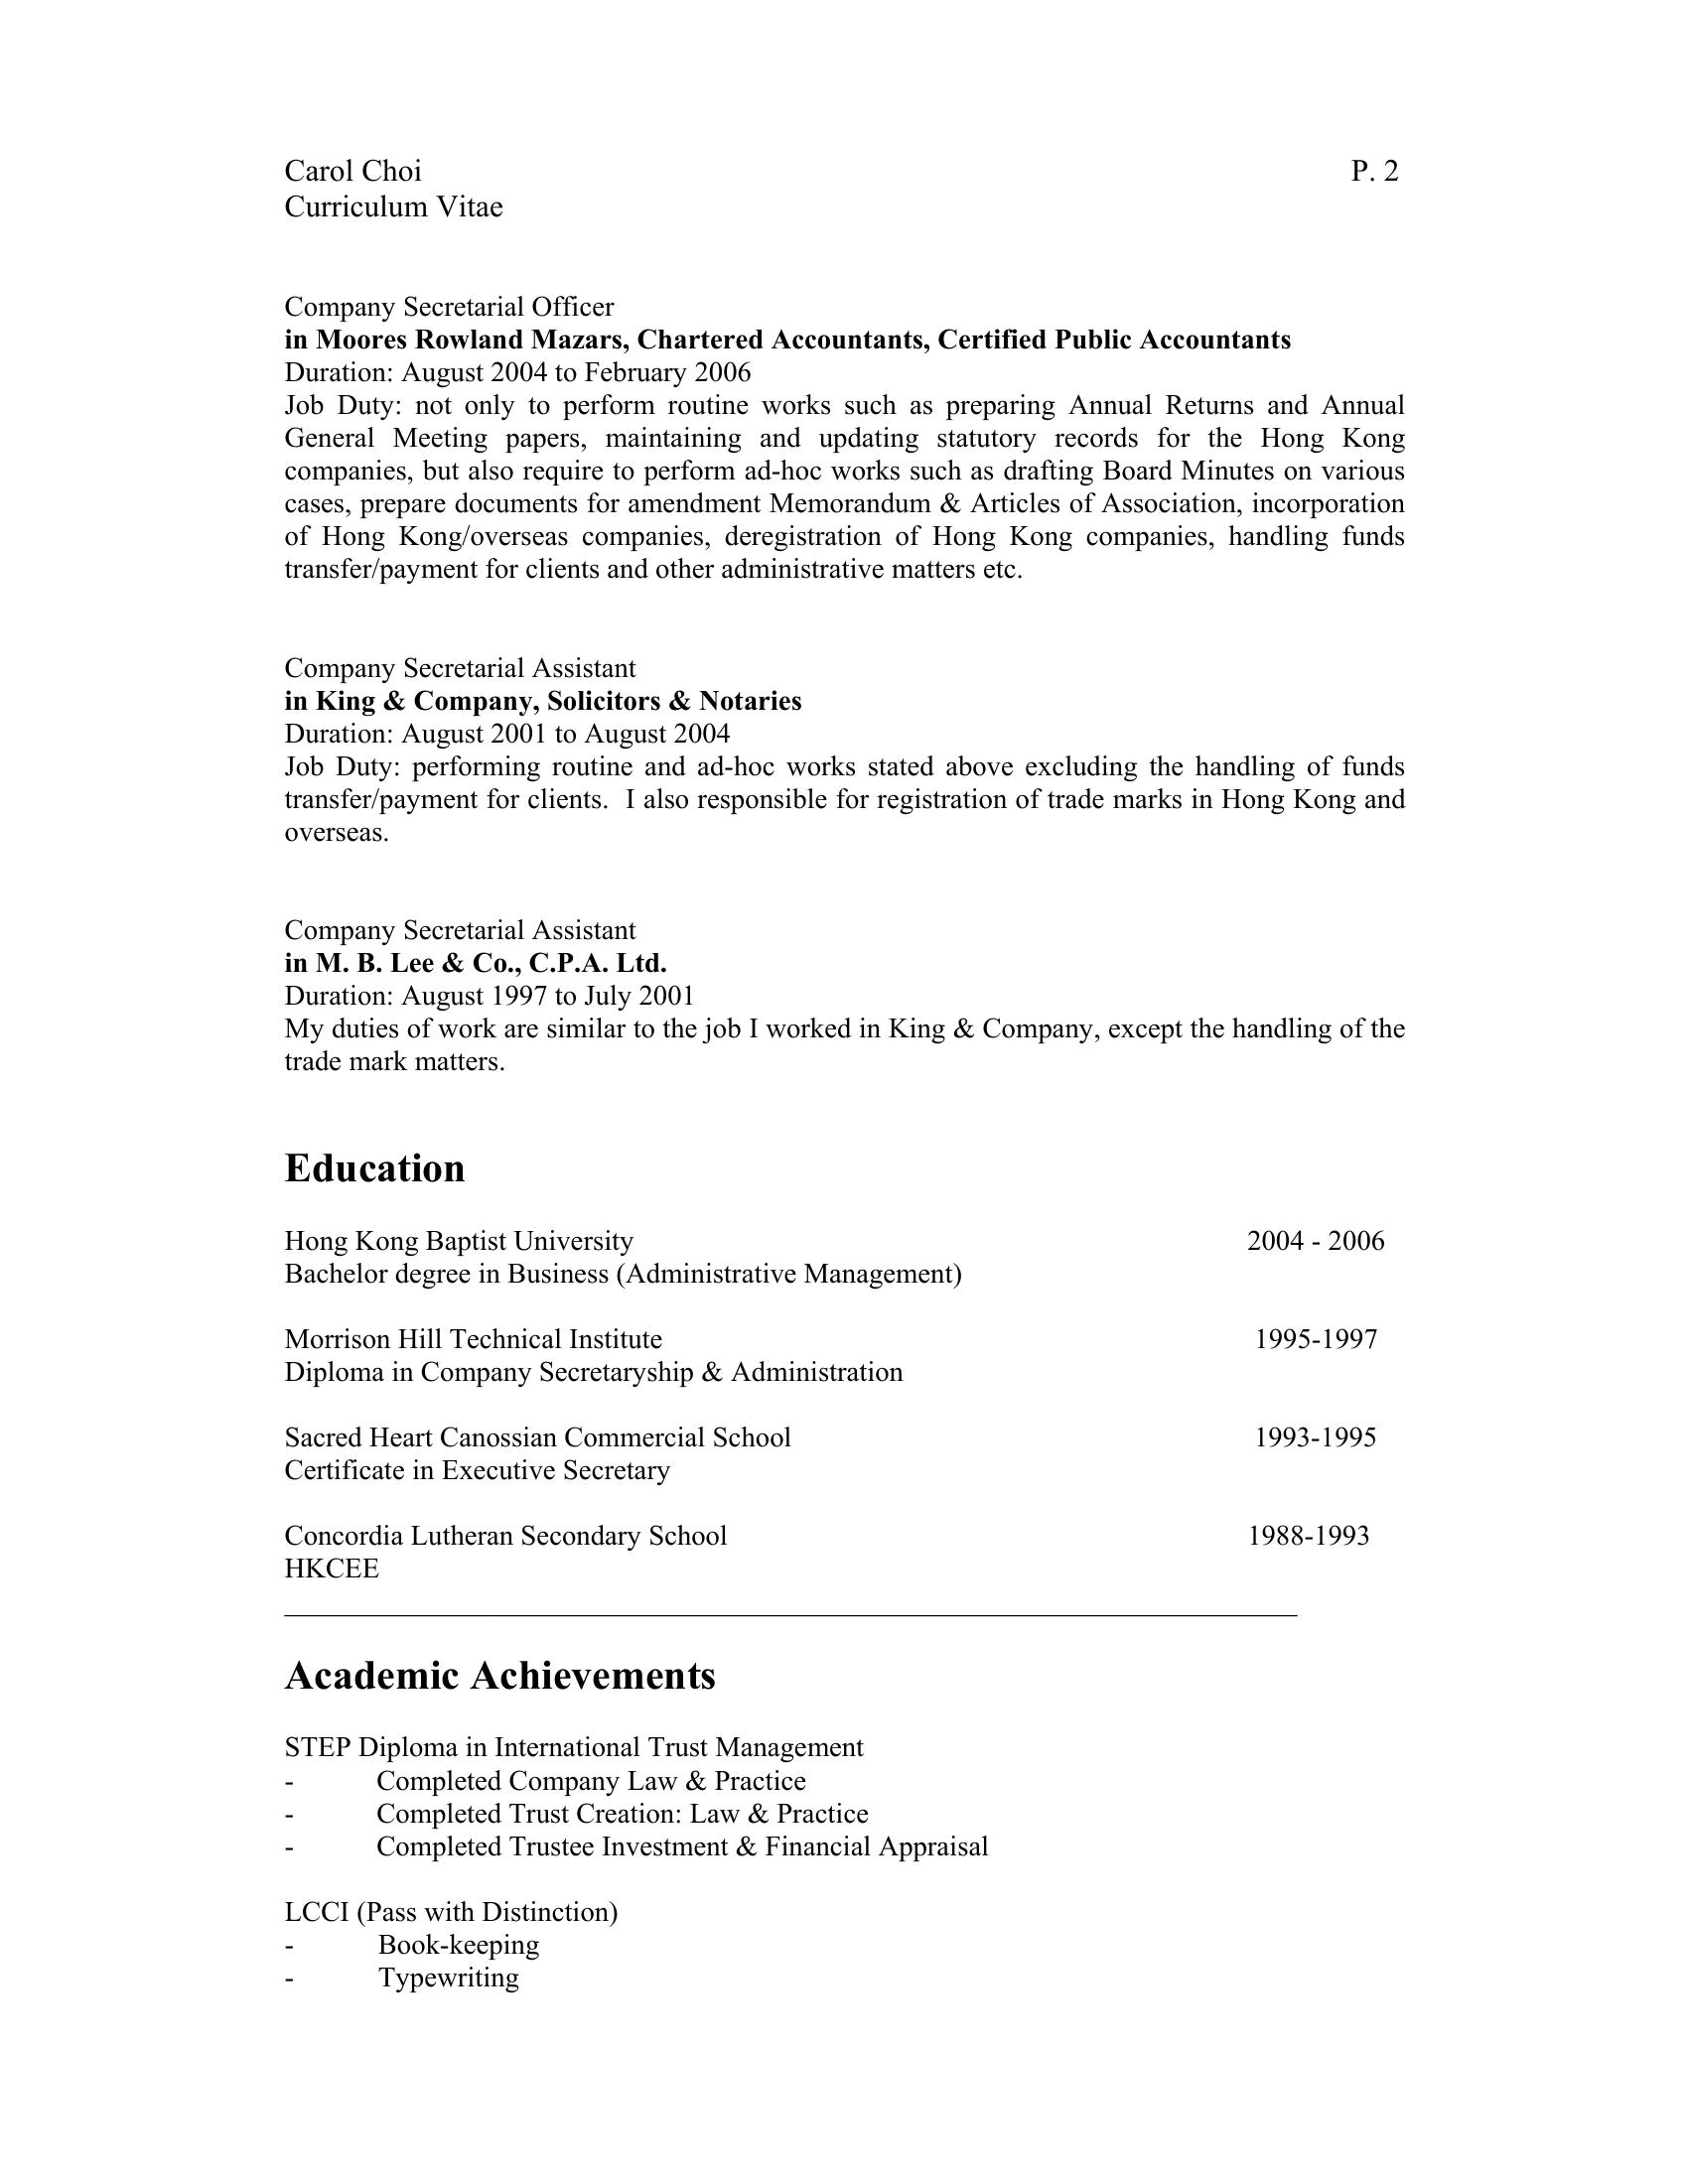 Carol Choi P. 2
Curriculum Vitae
Company Secretarial Officer
in Moores Rowland Mazars, Chartered Accountants, Certified Public Accountants
Duration: August 2004 to February 2006
Job Duty: not only to perform routine works such as preparing Annual Returns and Annual
General Meeting papers, maintaining and updating statutory records for the Hong Kong
companies, but also require to perform ad-hoc works such as drafting Board Minutes on various
cases, prepare documents for amendment Memorandum & Articles of Association, incorporation
of Hong Kong/overseas companies, deregistration of Hong Kong companies, handling funds
transfer/payment for clients and other administrative matters etc.
Company Secretarial Assistant
in King & Company, Solicitors & Notaries
Duration: August 2001 to August 2004
Job Duty: performing routine and ad-hoc works stated above excluding the handling of funds
transfer/payment for clients.  I also responsible for registration of trade marks in Hong Kong and
overseas.
Company Secretarial Assistant
in M. B. Lee & Co., C.P.A. Ltd.
Duration: August 1997 to July 2001
My duties of work are similar to the job I worked in King & Company, except the handling of the
trade mark matters.
Education
Hong Kong Baptist University 2004 - 2006
Bachelor degree in Business (Administrative Management)
Morrison Hill Technical Institute 1995-1997
Diploma in Company Secretaryship & Administration
Sacred Heart Canossian Commercial School 1993-1995
Certificate in Executive Secretary
Concordia Lutheran Secondary School 1988-1993
HKCEE
Academic Achievements
STEP Diploma in International Trust Management
- Completed Company Law & Practice
- Completed Trust Creation: Law & Practice
- Completed Trustee Investment & Financial Appraisal
LCCI (Pass with Distinction)
- Book-keeping
- Typewriting